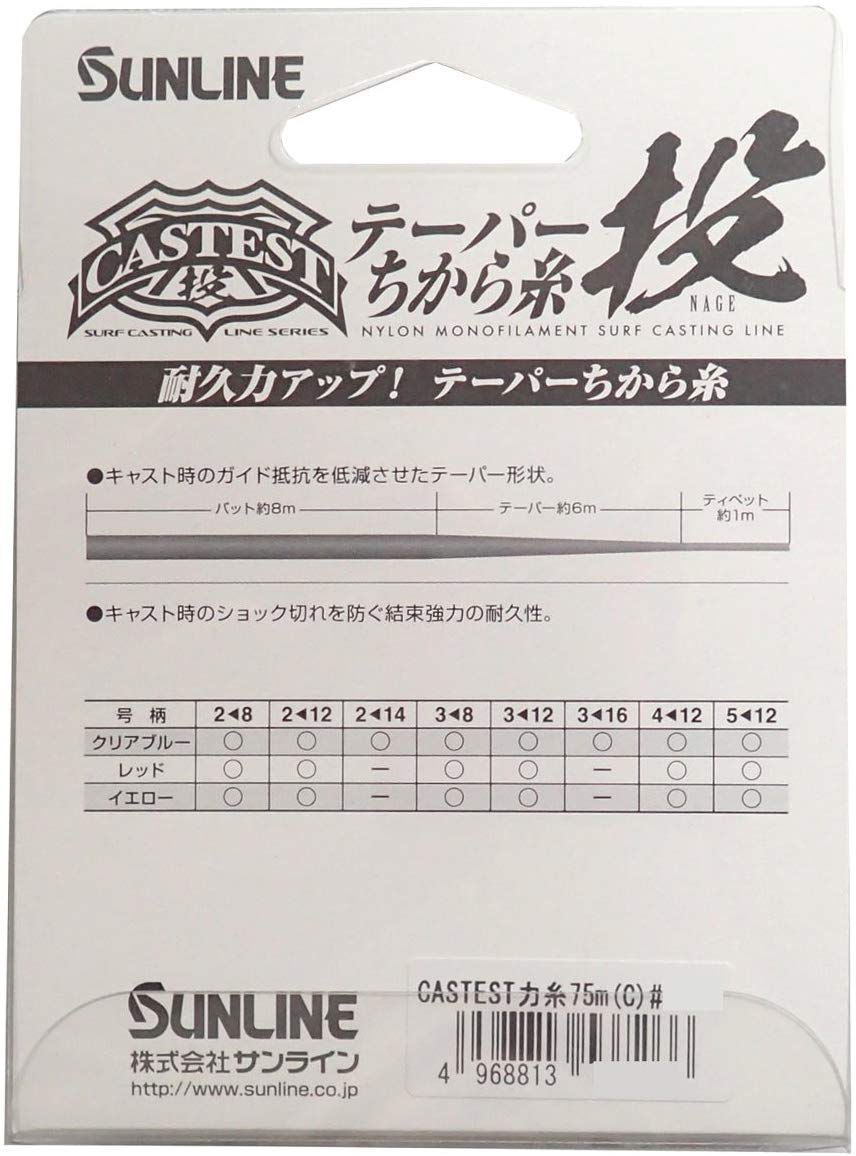 SUNLINE
CASTEST
投
SURF CASTING LINE SERIES
テーパー
ちから糸
投
NAGE
NYLON MONOFILAMENT SURF CASTING LINE
耐久力アップ! テーパーちから糸
●キャスト時のガイド抵抗を低減させたテーパー形状。
バット約8m テーパー約6m ティペット
約1m
●キャスト時のショック切れを防ぐ結束強力の耐久性。
号 柄 2◀8 2◀12 2◀14 3◀8 3◀12 3◀16 4◀12 5◀12
クリアブルー ○ ○ ○ ○ ○ ○ ○ ○
レッド ○ ○ － ○ ○ － ○ ○
イエロー ○ ○ － ○ ○ － ○ ○
SUNLINE
株式会社サンライン
http://www.sunline.co.jp
CASTEST力糸75m(C)#
4 968813